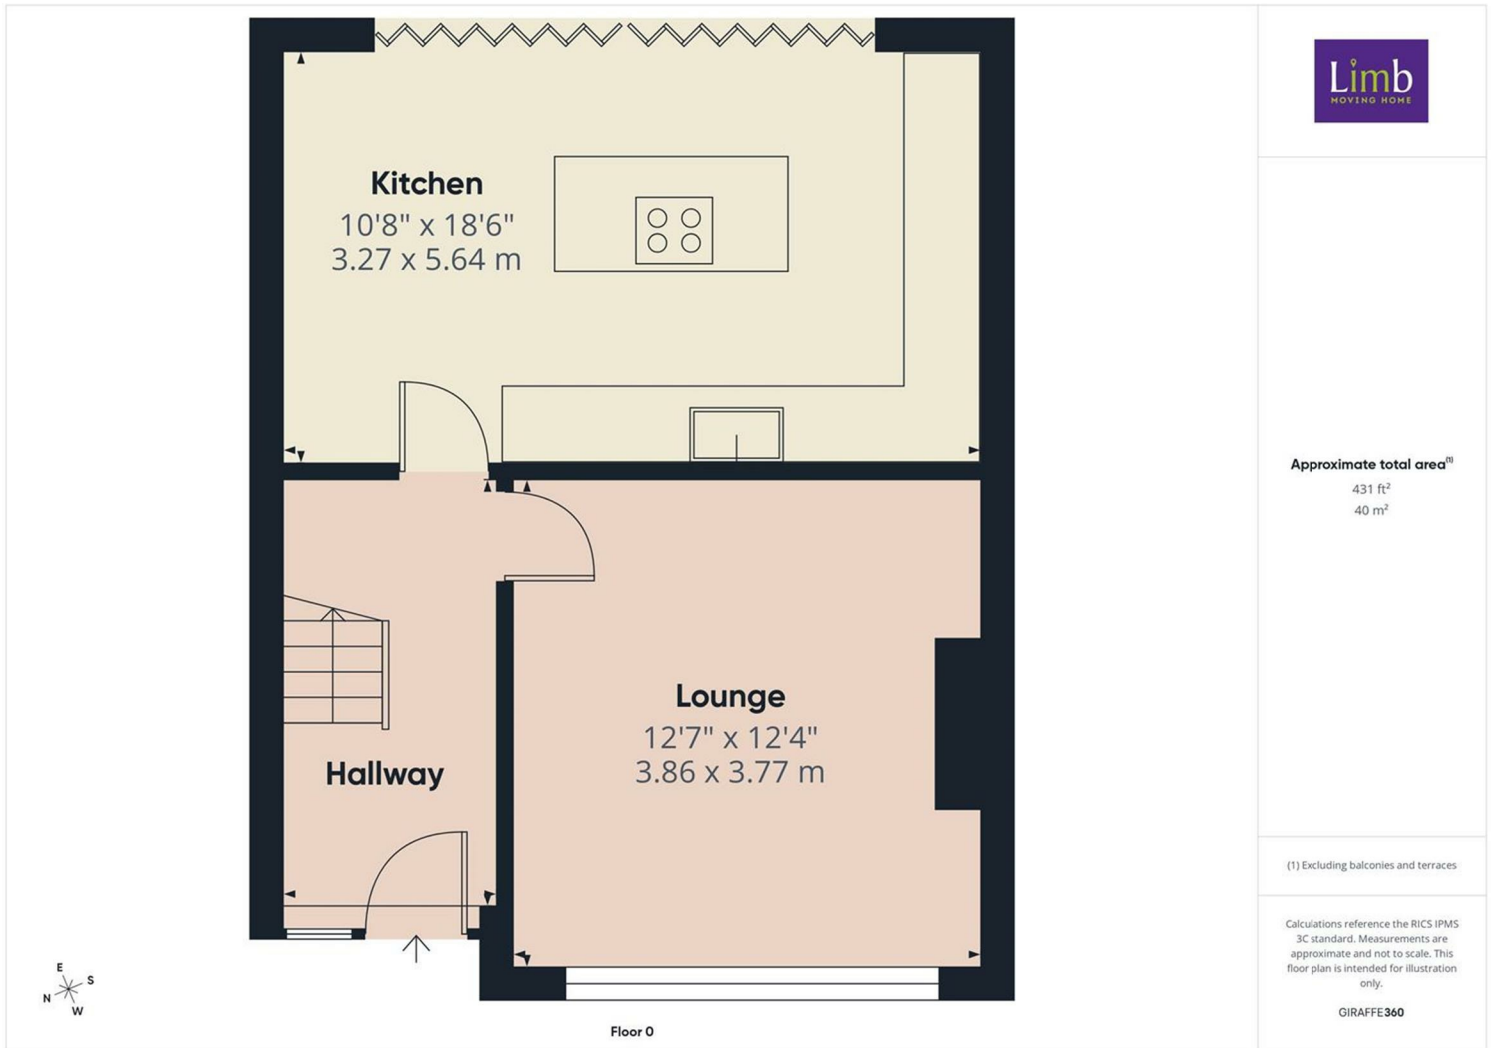 Kitchen
10'8" x 18'6"
3.27 x 5.64 m
Lounge
12'7" x 12'4"
3.86 x 3.77 m
Hallway
E
S
N
W
Floor 0
Limb
MOVING HOME
Approximate total area⁽¹⁾
431 ft²
40 m²
(1) Excluding balconies and terraces
Calculations reference the RICS IPMS
3C standard. Measurements are
approximate and not to scale. This
floor plan is intended for illustration
only.
GIRAFFE360